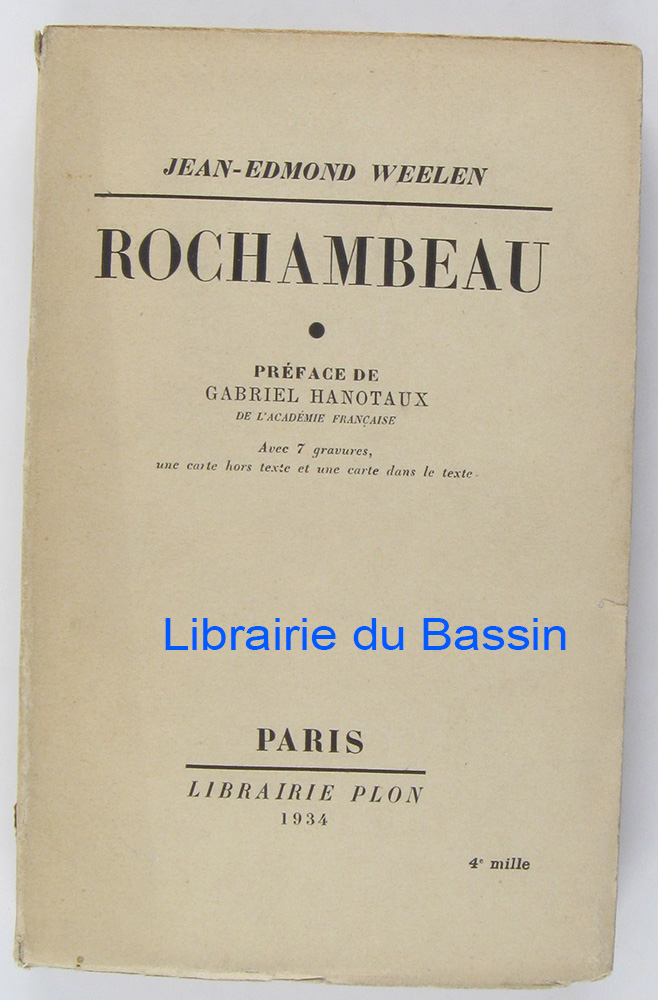 JEAN-EDMOND WEELEN
ROCHAMBEAU
PRÉFACE DE
GABRIEL HANOTAUX
DE L'ACADÉMIE FRANÇAISE
Avec 7 gravures,
une carte hors texte et une carte dans le texte.
Librairie du Bassin
PARIS
LIBRAIRIE PLON
1934
4e mille